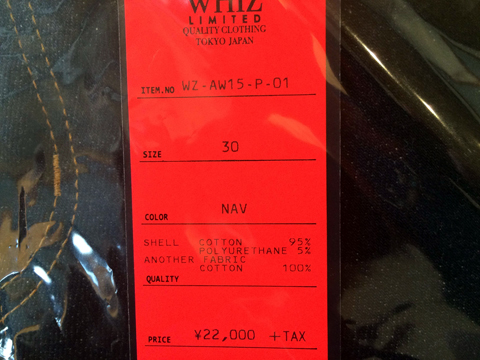 WHIZ
LIMITED
QUALITY CLOTHING
TOKYO JAPAN
ITEM.NO WZ-AW15-P-01
SIZE 30
COLOR NAV
SHELL COTTON 95%
POLYURETHANE 5%
ANOTHER FABRIC
COTTON 100%
QUALITY
PRICE ¥22,000 +TAX